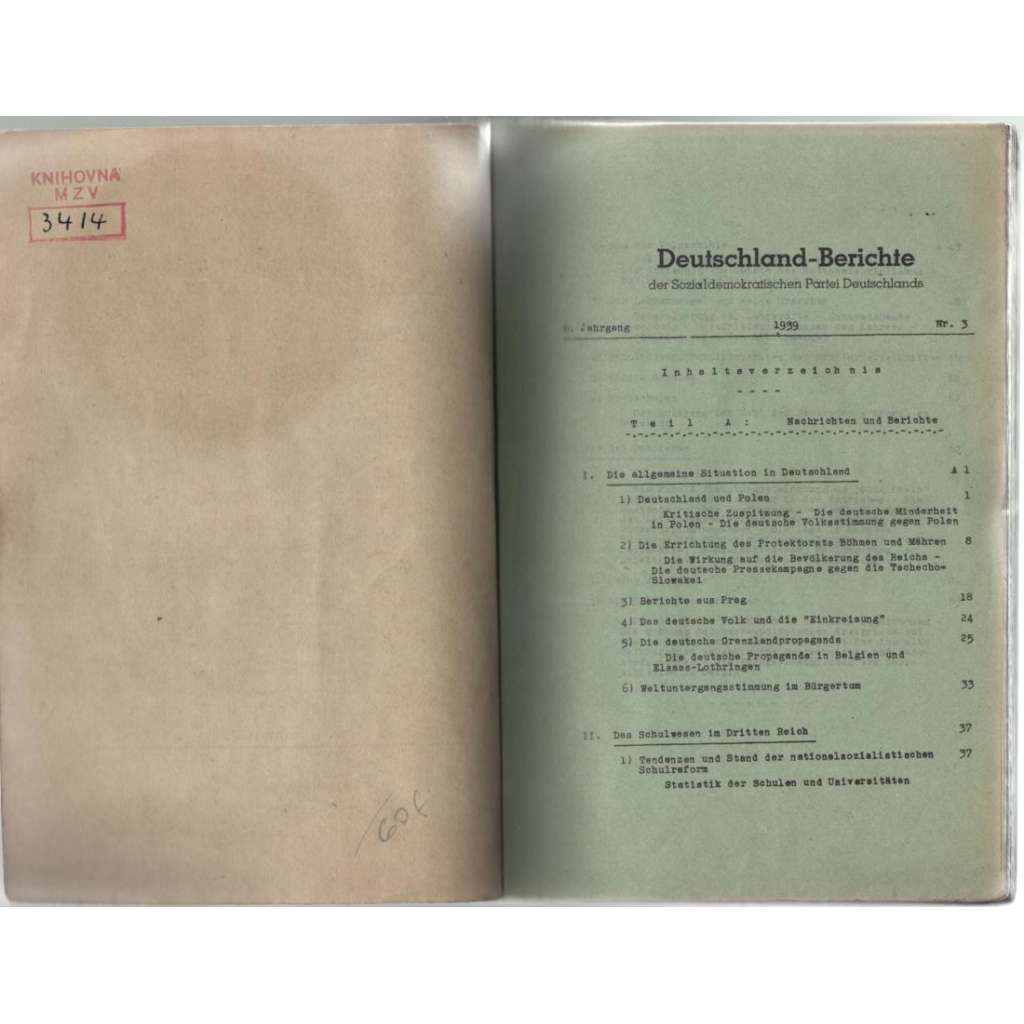 KNIHOVNA
MZV
3414
Deutschland-Berichte
der Sozialdemokratischen Partei Deutschlands
6. Jahrgang 1939 Nr. 3
Inhaltsverzeichnis
- - - -
Teil A: Nachrichten und Berichte
I. Die allgemeine Situation in Deutschland A 1
1) Deutschland und Polen 1
Kritische Zuspitzung - Die deutsche Minderheit
in Polen - Die deutsche Volksstimmung gegen Polen
2) Die Errichtung des Protektorats Böhmen und Mähren 8
Die Wirkung auf die Bevölkerung des Reichs -
Die deutsche Pressekampagne gegen die Tschecho-
Slowakei
3) Berichte aus Prag 18
4) Das deutsche Volk und die "Einkreisung" 24
5) Die deutsche Grenzlandpropaganda 25
Die deutsche Propaganda in Belgien und
Elsass-Lothringen
6) Weltuntergangsstimmung im Bürgertum 33
II. Das Schulwesen im Dritten Reich 37
1) Tendenzen und Stand der nationalsozialistischen 37
Schulreform
Statistik der Schulen und Universitäten